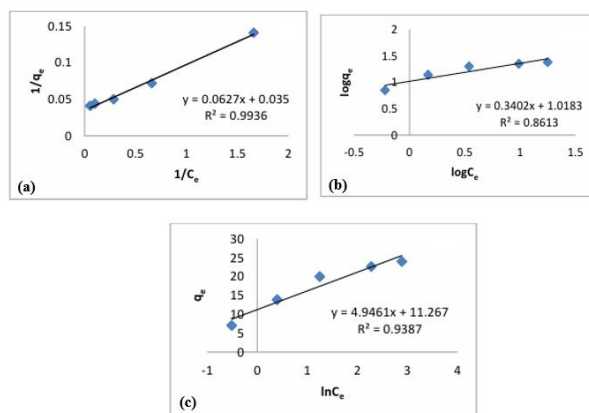 0.15
0.1
0.05
0
1/qe
y = 0.0627x + 0.035
R² = 0.9936
0
0.5
1
1.5
2
1/Ce
(a)
2
1.5
1
0.5
0
logqe
y = 0.3402x + 1.0183
R² = 0.8613
-0.5
0
0.5
1
1.5
logCe
(b)
30
25
20
15
10
5
0
qe
y = 4.9461x + 11.267
R² = 0.9387
-1
0
1
2
3
4
lnCe
(c)